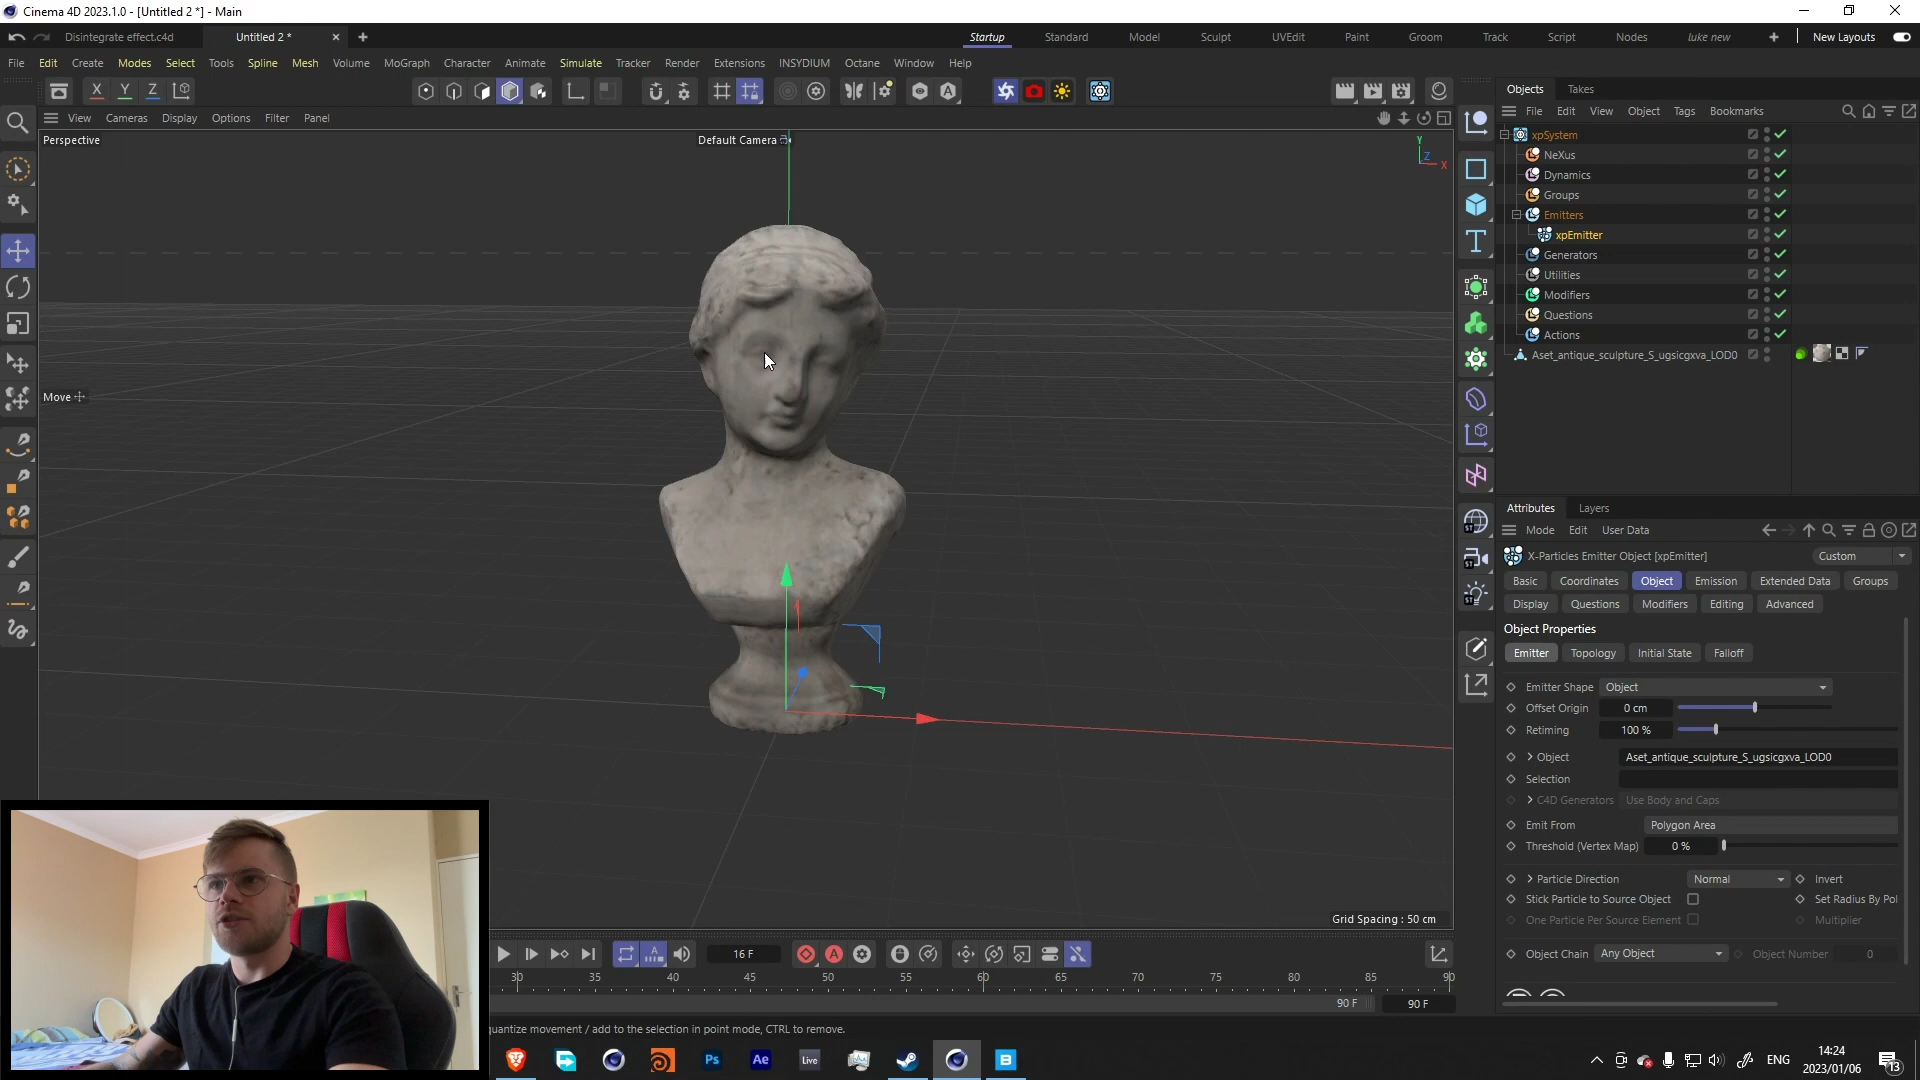 Cinema 4D 2023.1.0 - [Untitled 2 *] - Main
Disintegrate effect.c4d
Untitled 2 *
Startup Standard Model Sculpt UVEdit Paint Groom Track Script Nodes luke new New Layouts
File Edit Create Modes Select Tools Spline Mesh Volume MoGraph Character Animate Simulate Tracker Render Extensions INSYDIUM Octane Window Help
X Y Z
Objects Takes
View Cameras Display Options Filter Panel
File Edit View Object Tags Bookmarks
Perspective
Default Camera
Y
Z
X
xpSystem
NeXus
Dynamics
Groups
Emitters
xpEmitter
Generators
Utilities
Modifiers
Questions
Actions
Aset_antique_sculpture_S_ugsicgxva_LOD0
Move
Attributes Layers
Mode Edit User Data
X-Particles Emitter Object [xpEmitter]
Custom
Basic Coordinates Object Emission Extended Data Groups
Display Questions Modifiers Editing Advanced
Object Properties
Emitter Topology Initial State Falloff
Emitter Shape Object
Offset Origin 0 cm
Retiming 100 %
Object Aset_antique_sculpture_S_ugsicgxva_LOD0
Selection
C4D Generators Use Body and Caps
Emit From Polygon Area
Threshold (Vertex Map) 0 %
Particle Direction Normal Invert
Stick Particle to Source Object Set Radius By Pol
One Particle Per Source Element Multiplier
Object Chain Any Object Object Number 0
Grid Spacing : 50 cm
16 F
30 35 40 45 50 55 60 65 70 75 80 85 90
90 F 90 F
quantize movement / add to the selection in point mode, CTRL to remove.
Ps Ae Live B
ENG
14:24
2023/01/06
13